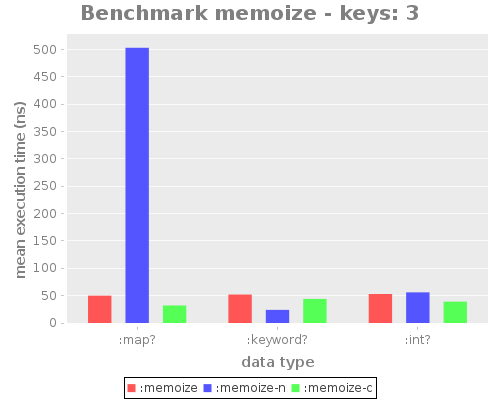 Benchmark memoize - keys: 3
mean execution time (ns)
500
450
400
350
300
250
200
150
100
50
0
:map?
:keyword?
:int?
data type
:memoize
:memoize-n
:memoize-c